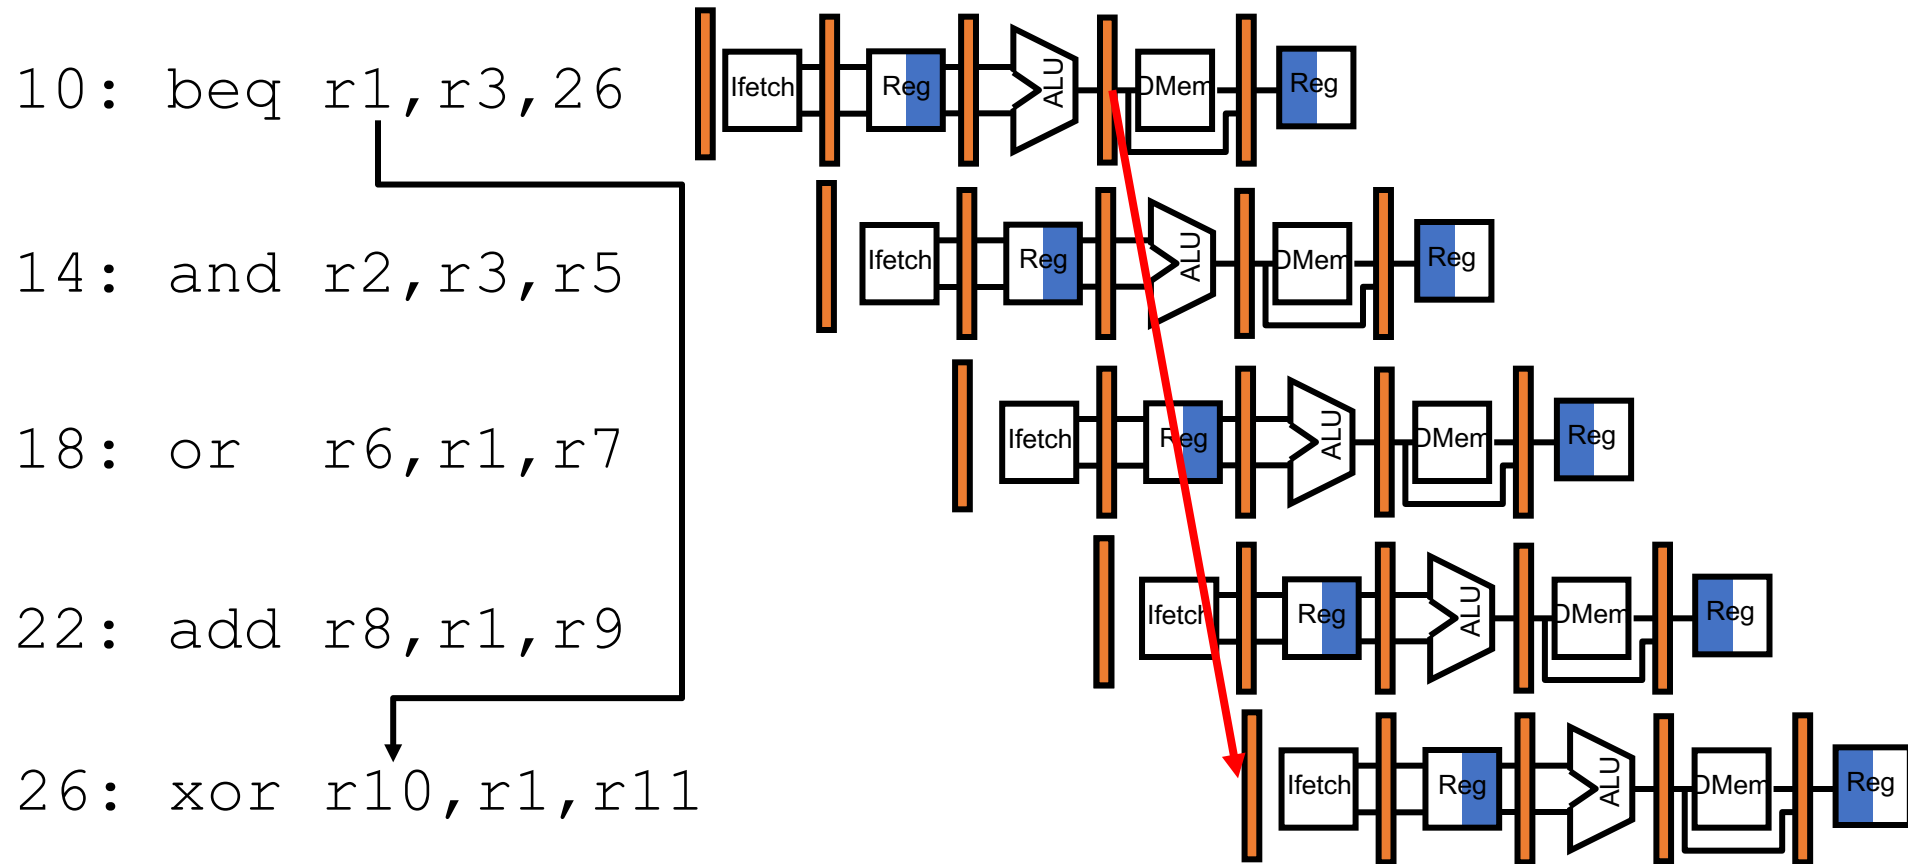 10: beq r1,r3,26
Ifetch Reg ALU DMem Reg
14: and r2,r3,r5
Ifetch Reg ALU DMem Reg
18: or  r6,r1,r7
Ifetch Reg ALU DMem Reg
22: add r8,r1,r9
Ifetch Reg ALU DMem Reg
26: xor r10,r1,r11
Ifetch Reg ALU DMem Reg